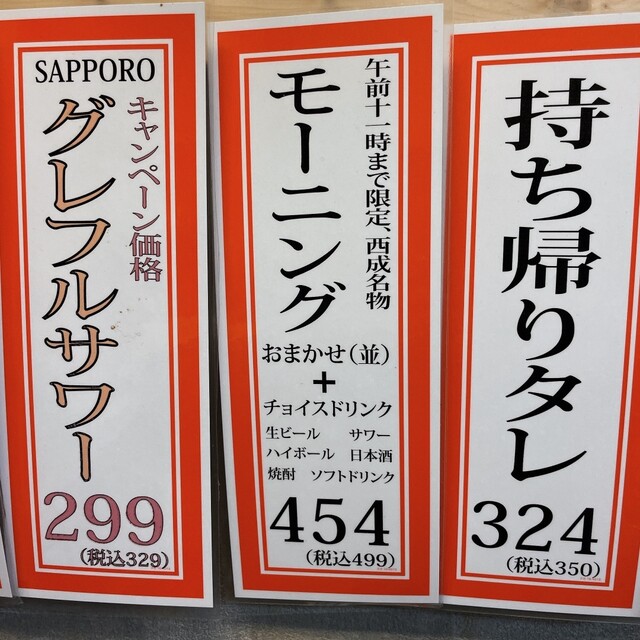 SAPPORO
キャンペーン価格
グレフルサワー
299
(税込329)
午前十一時まで限定、西成名物
モーニング
おまかせ(並)
+
チョイスドリンク
生ビール サワー
ハイボール 日本酒
焼酎 ソフトドリンク
454
(税込499)
持ち帰りタレ
324
(税込350)